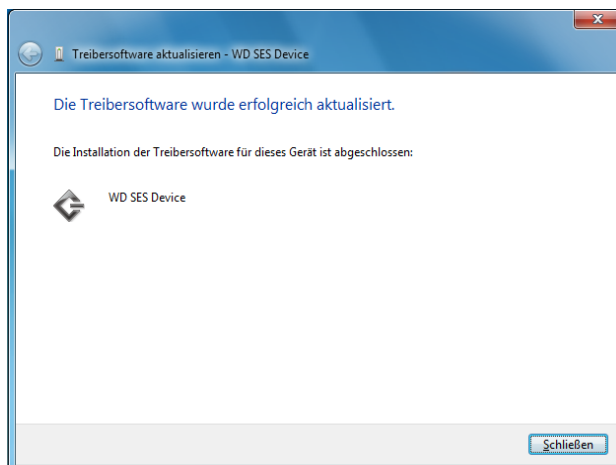 Treibersoftware aktualisieren - WD SES Device
Die Treibersoftware wurde erfolgreich aktualisiert.
Die Installation der Treibersoftware für dieses Gerät ist abgeschlossen:
WD SES Device
Schließen